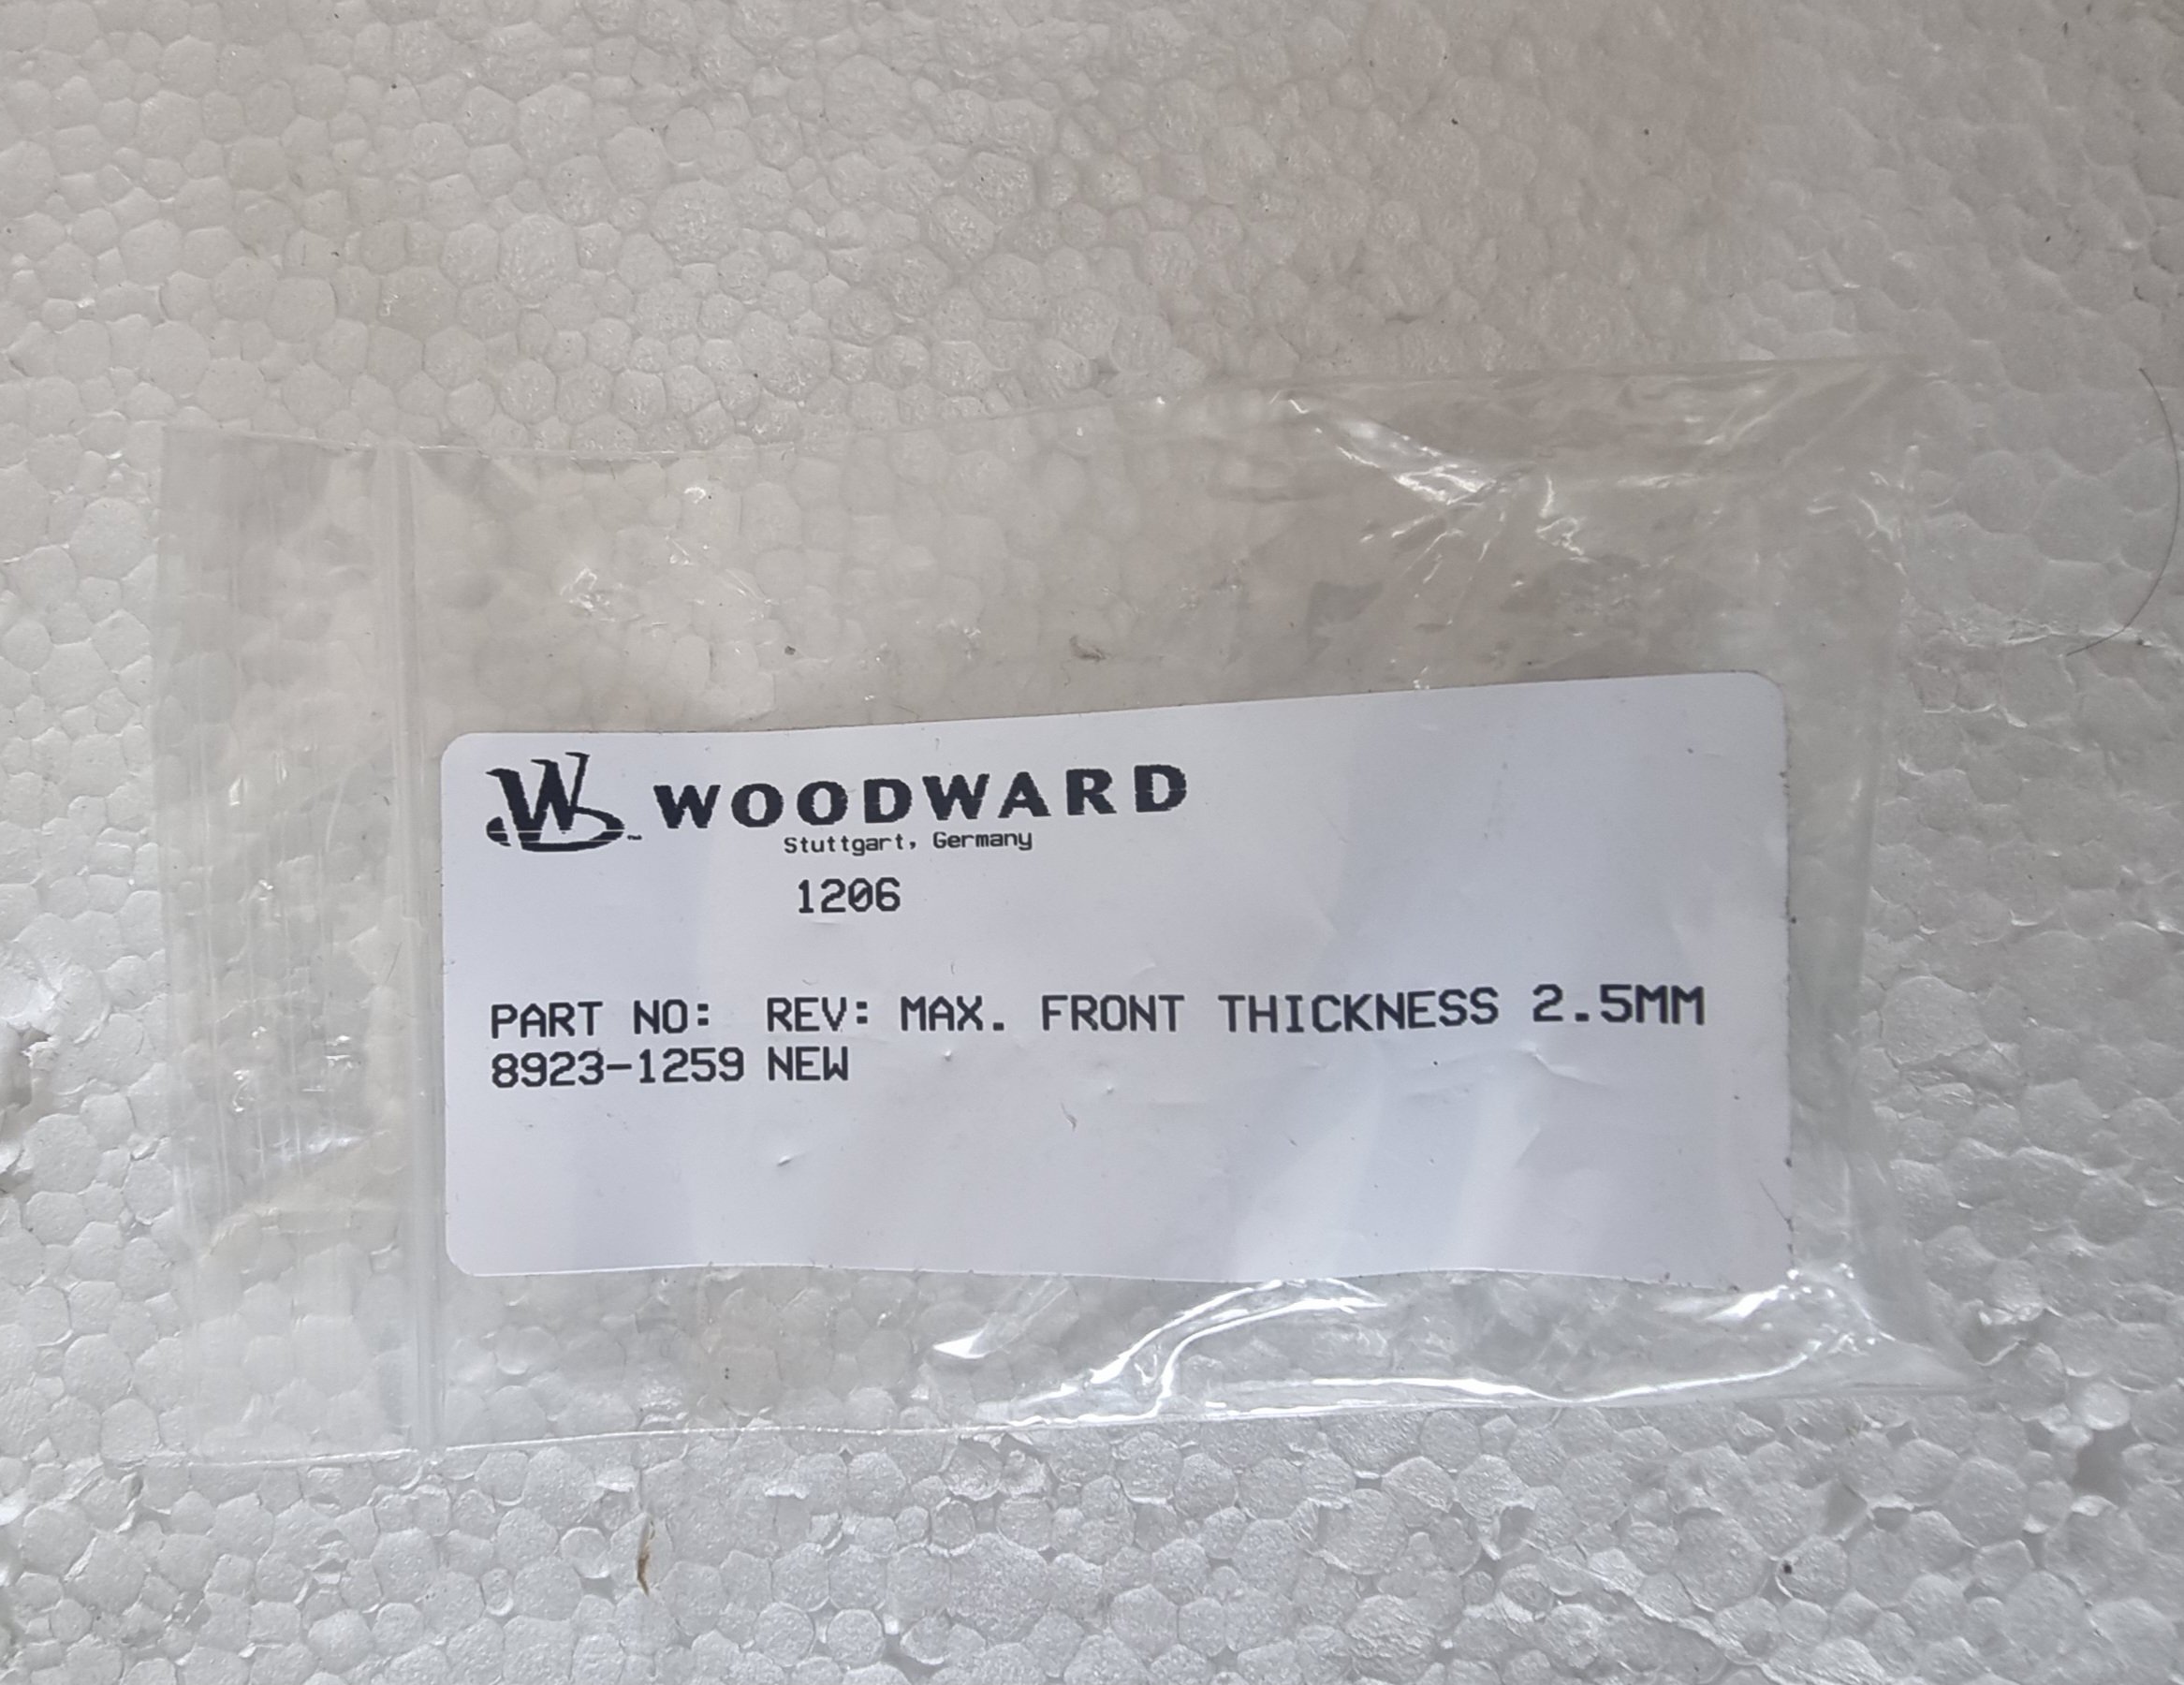 WOODWARD
Stuttgart, Germany
1206
PART NO: REV: MAX. FRONT THICKNESS 2.5MM
8923-1259 NEW